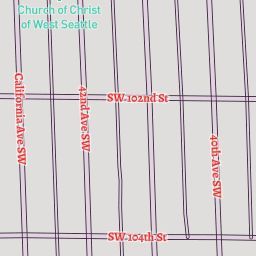 Church of Christ
of West Seattle
SW 102nd St
California Ave SW
42nd Ave SW
40th Ave SW
SW 104th St